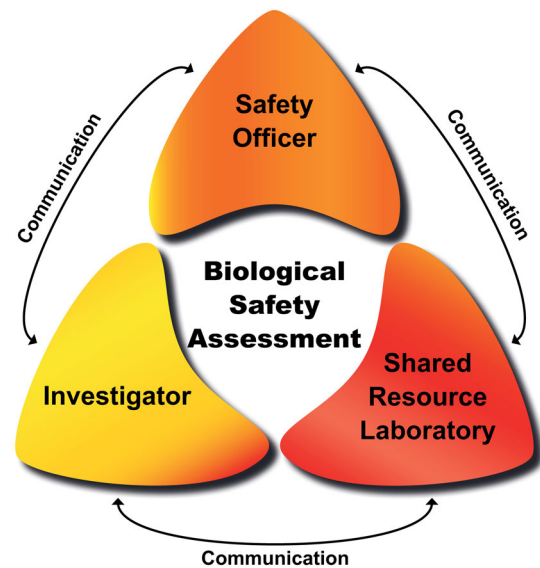 Safety
Officer
Communication
Communication
Biological
Safety
Assessment
Investigator
Shared
Resource
Laboratory
Communication